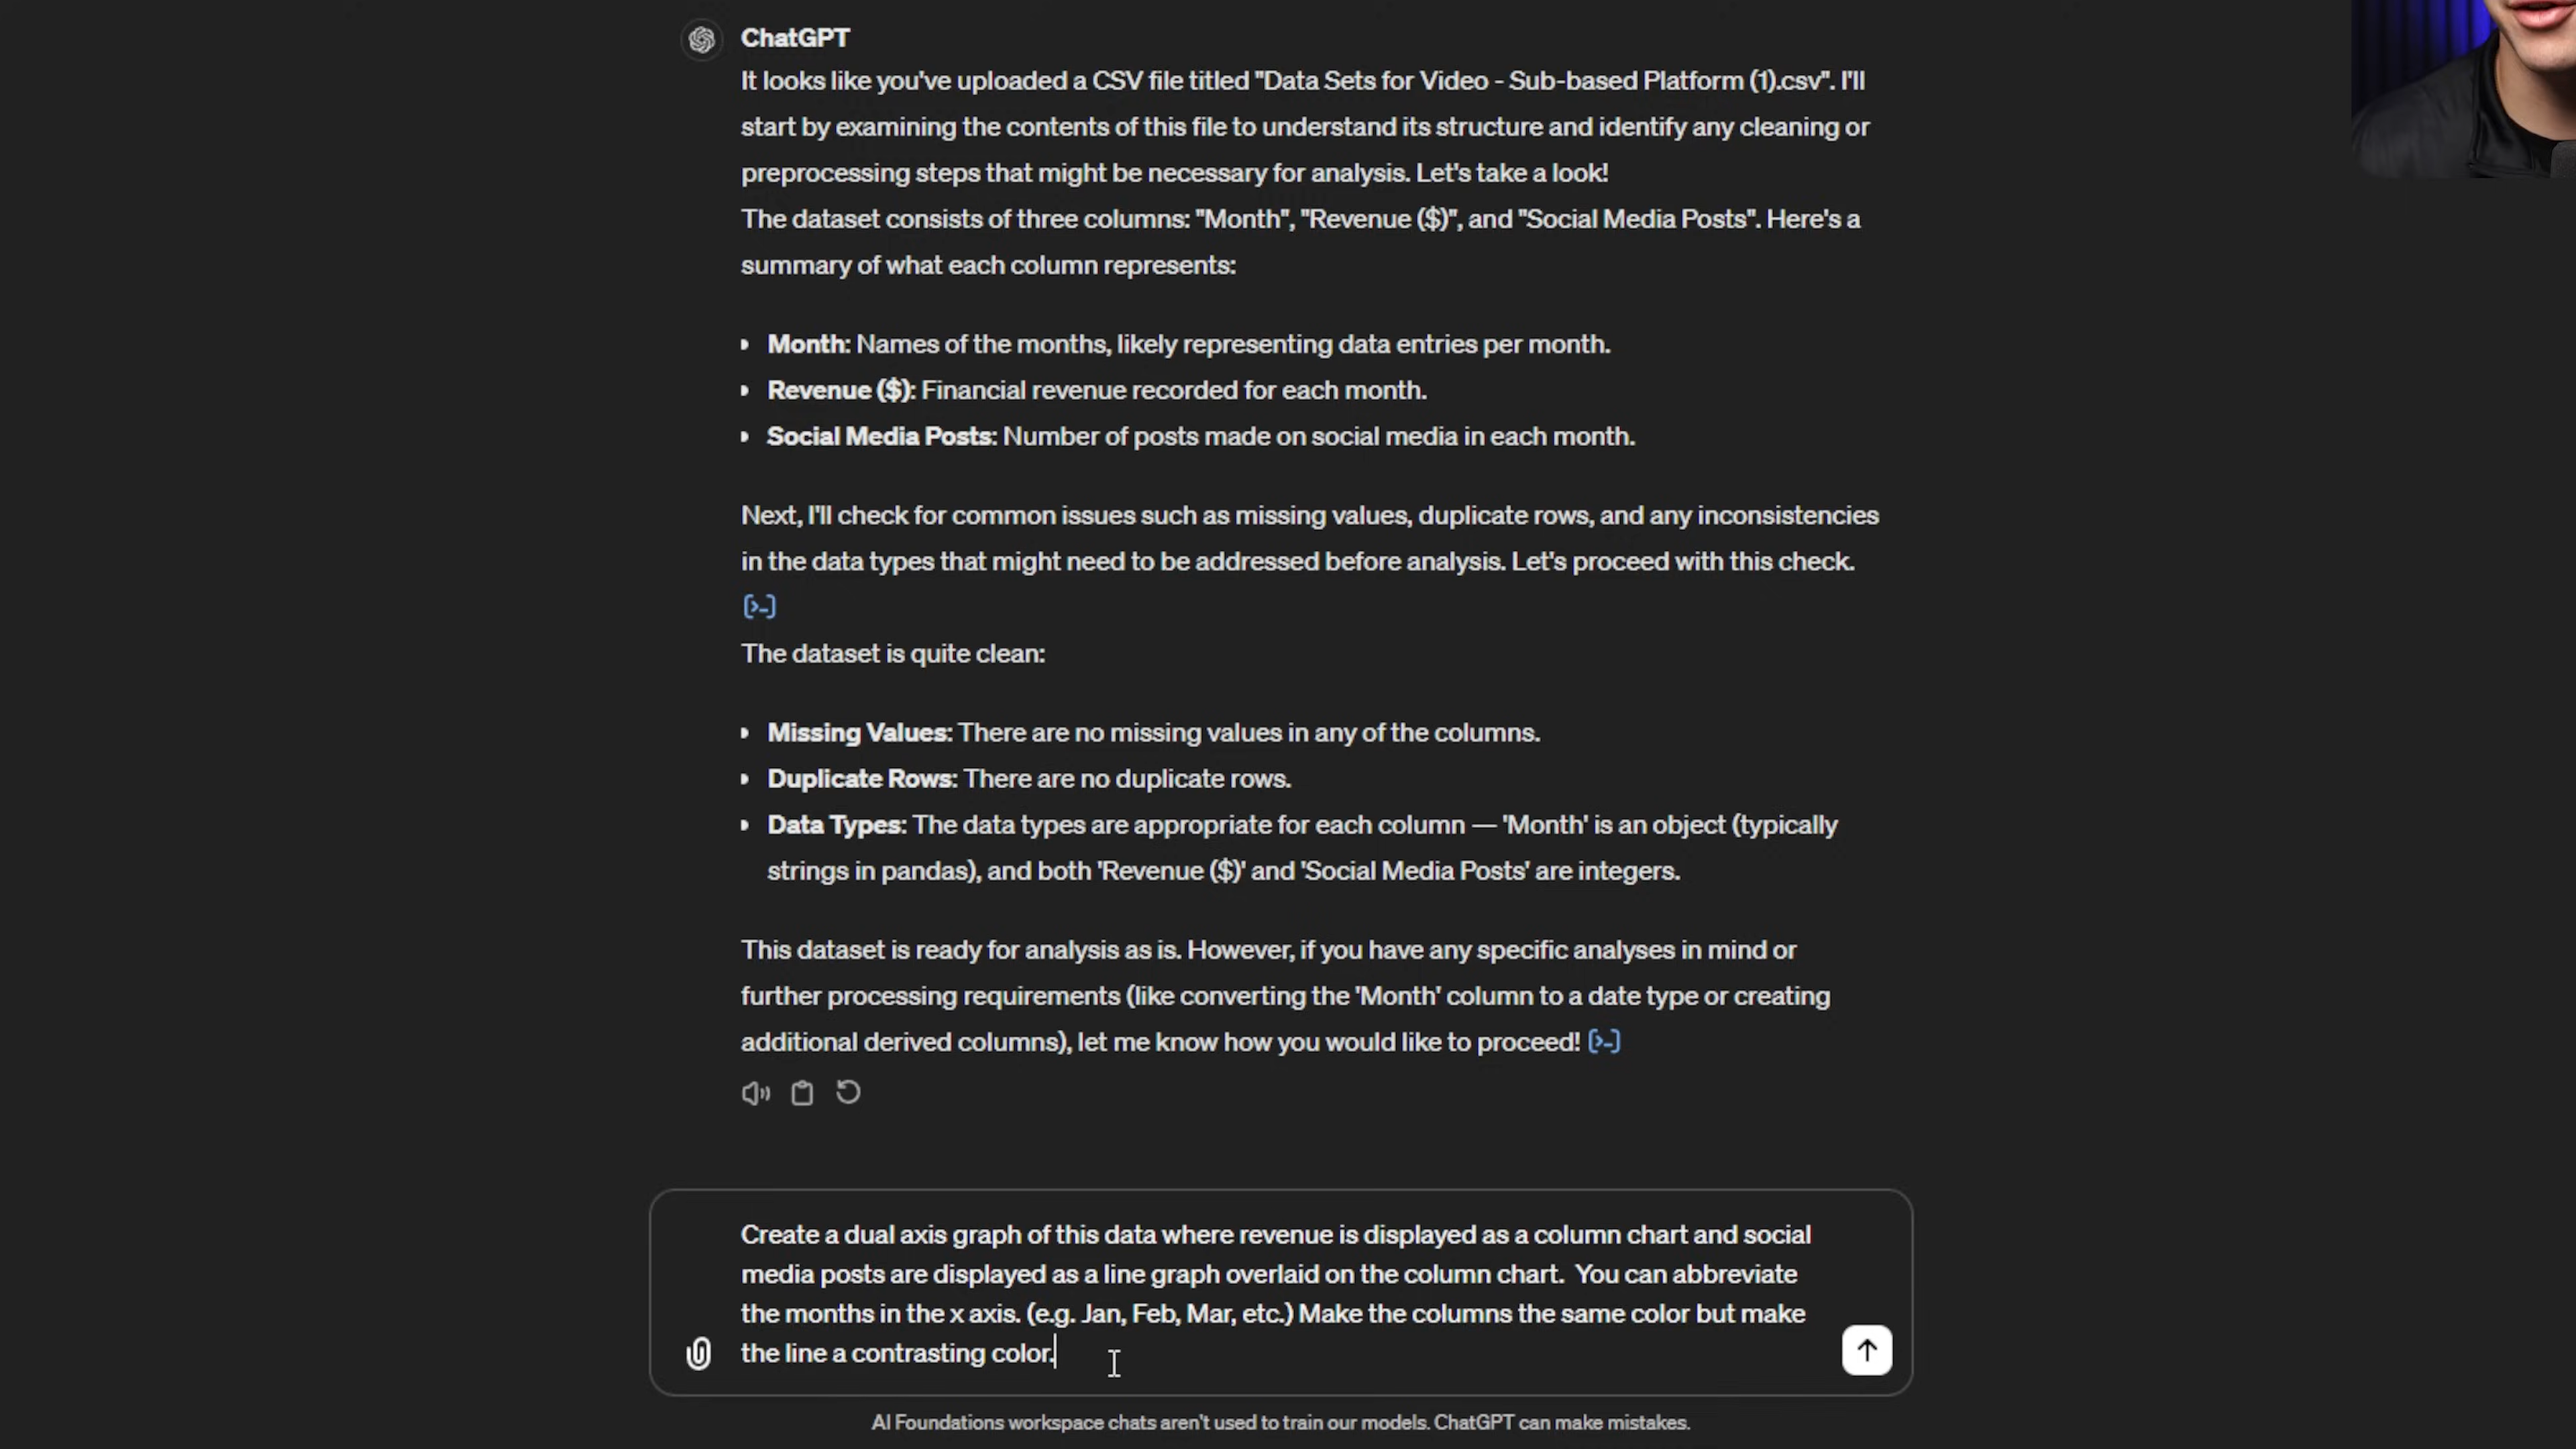 ChatGPT
It looks like you've uploaded a CSV file titled "Data Sets for Video - Sub-based Platform (1).csv". I'll
start by examining the contents of this file to understand its structure and identify any cleaning or
preprocessing steps that might be necessary for analysis. Let's take a look!
The dataset consists of three columns: "Month", "Revenue ($)", and "Social Media Posts". Here's a
summary of what each column represents:
Month: Names of the months, likely representing data entries per month.
Revenue ($): Financial revenue recorded for each month.
Social Media Posts: Number of posts made on social media in each month.
Next, I'll check for common issues such as missing values, duplicate rows, and any inconsistencies
in the data types that might need to be addressed before analysis. Let's proceed with this check.
The dataset is quite clean:
Missing Values: There are no missing values in any of the columns.
Duplicate Rows: There are no duplicate rows.
Data Types: The data types are appropriate for each column — 'Month' is an object (typically
strings in pandas), and both 'Revenue ($)' and 'Social Media Posts' are integers.
This dataset is ready for analysis as is. However, if you have any specific analyses in mind or
further processing requirements (like converting the 'Month' column to a date type or creating
additional derived columns), let me know how you would like to proceed!
Create a dual axis graph of this data where revenue is displayed as a column chart and social
media posts are displayed as a line graph overlaid on the column chart.  You can abbreviate
the months in the x axis. (e.g. Jan, Feb, Mar, etc.) Make the columns the same color but make
the line a contrasting color.
AI Foundations workspace chats aren't used to train our models. ChatGPT can make mistakes.